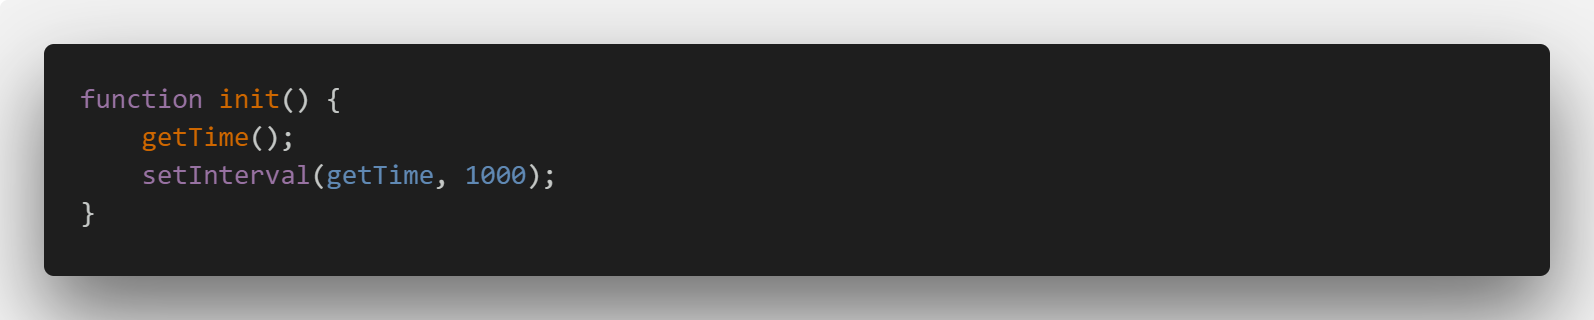 function init() {
    getTime();
    setInterval(getTime, 1000);
}